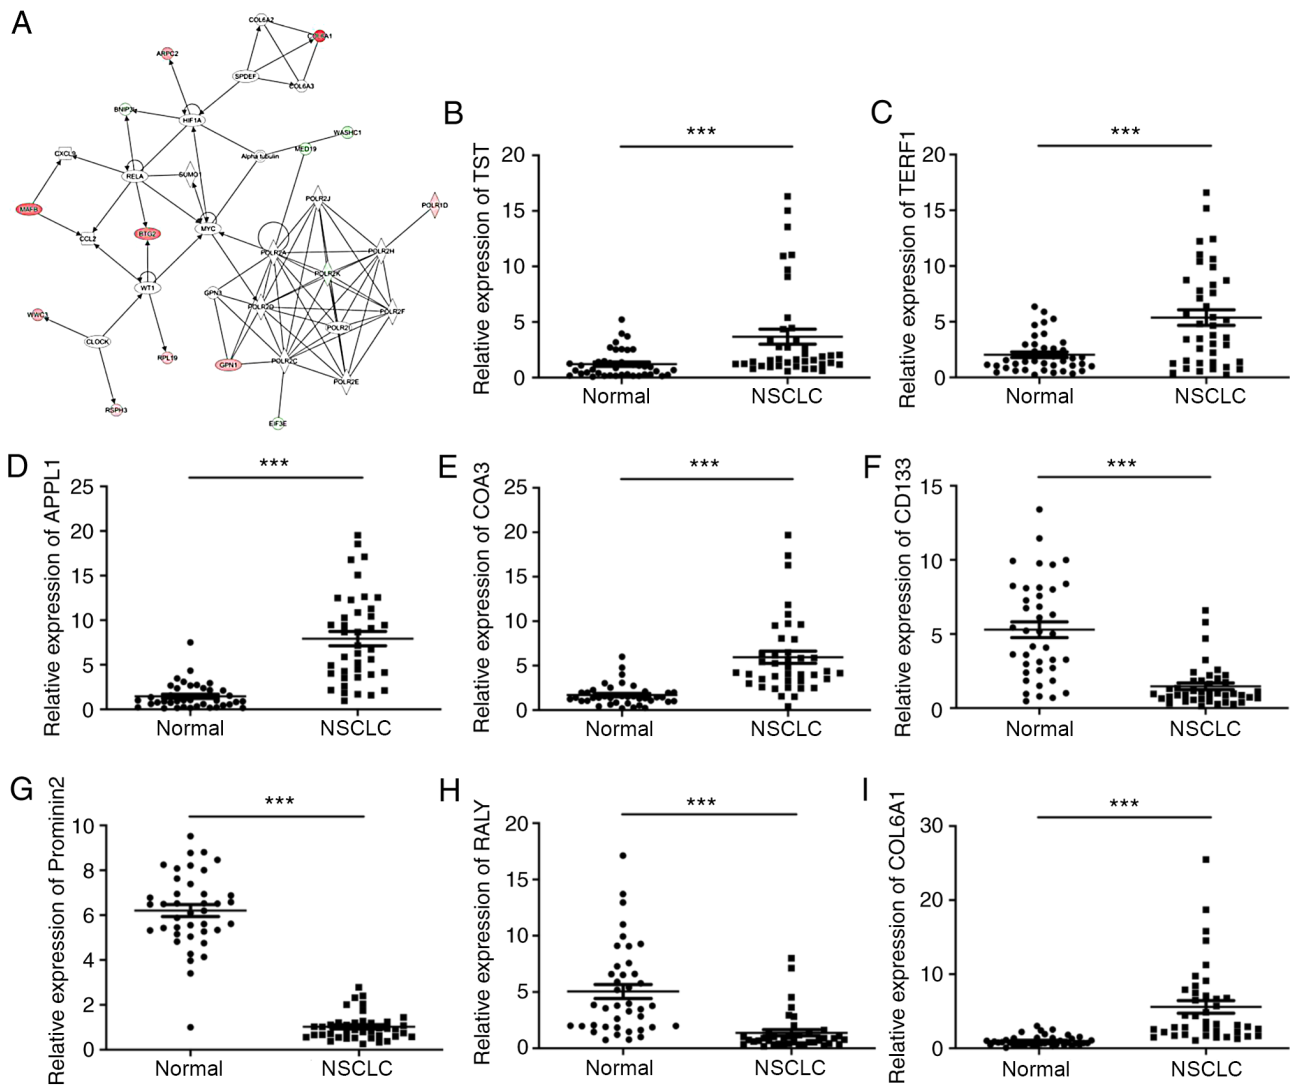 A
COL6A2
COL6A1
ARPC2
SPDEF
COL6A3
HIF1A
WASHC1
MED19
CXCL3
Alpha tubulin
RELA
SUMO1
MAFB
POLR2J
POLR1D
CCL2
BTG2
MYC
POLR2A
POLR2H
POLR2K
WT1
GPN3
POLR2D
POLR2F
WWC3
POLR2I
CLOCK
RPL19
GPN1
POLR2C
POLR2E
RSPH3
EIF3E
B
***
Relative expression of TST
20
15
10
5
0
Normal
NSCLC
C
***
Relative expression of TERF1
20
15
10
5
0
Normal
NSCLC
D
***
Relative expression of APPL1
25
20
15
10
5
0
Normal
NSCLC
E
***
Relative expression of COA3
25
20
15
10
5
0
Normal
NSCLC
F
***
Relative expression of CD133
15
10
5
0
Normal
NSCLC
G
***
Relative expression of Prominin2
10
8
6
4
2
0
Normal
NSCLC
H
***
Relative expression of RALY
20
15
10
5
0
Normal
NSCLC
I
***
Relative expression of COL6A1
30
20
10
0
Normal
NSCLC